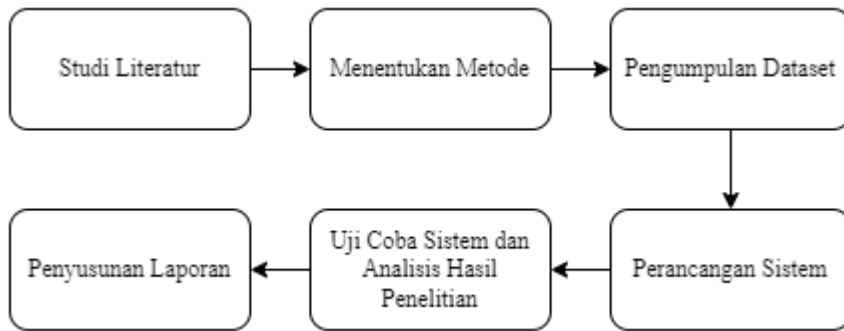 Studi Literatur
Menentukan Metode
Pengumpulan Dataset
Perancangan Sistem
Uji Coba Sistem dan
Analisis Hasil
Penelitian
Penyusunan Laporan